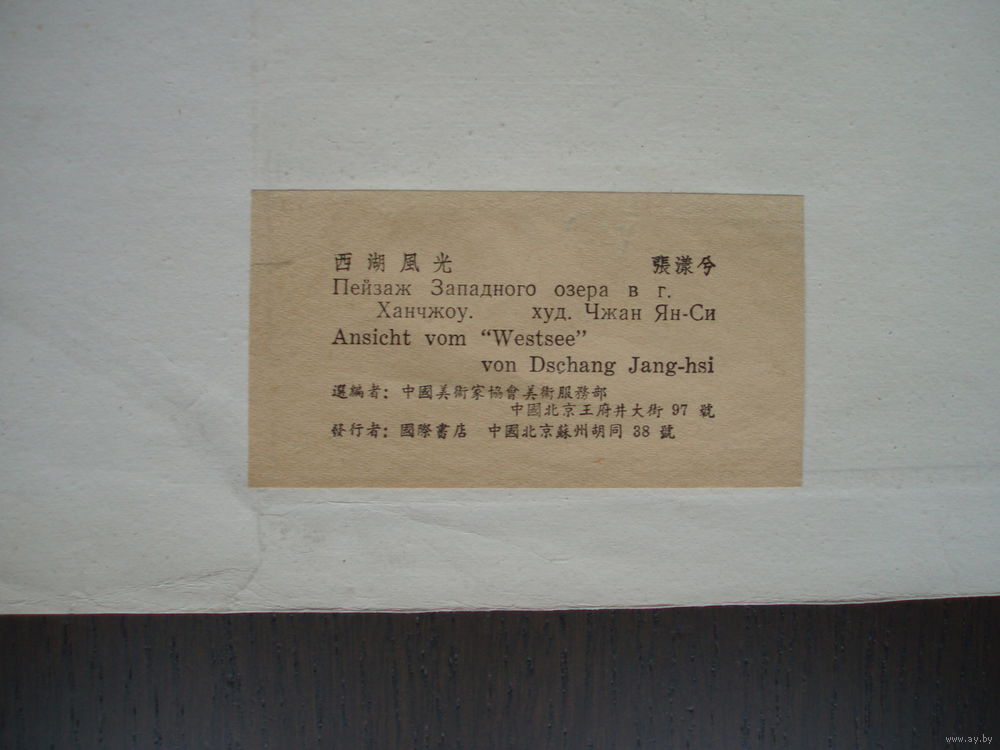 西湖風光 張漾兮
Пейзаж Западного озера в г.
Ханчжоу. худ. Чжан Ян-Си
Ansicht vom “Westsee”
von Dschang Jang-hsi
選編者: 中國美術家協會美術服務部
中國北京王府井大街 97 號
發行者: 國際書店 中國北京蘇州胡同 38 號
www.ay.by